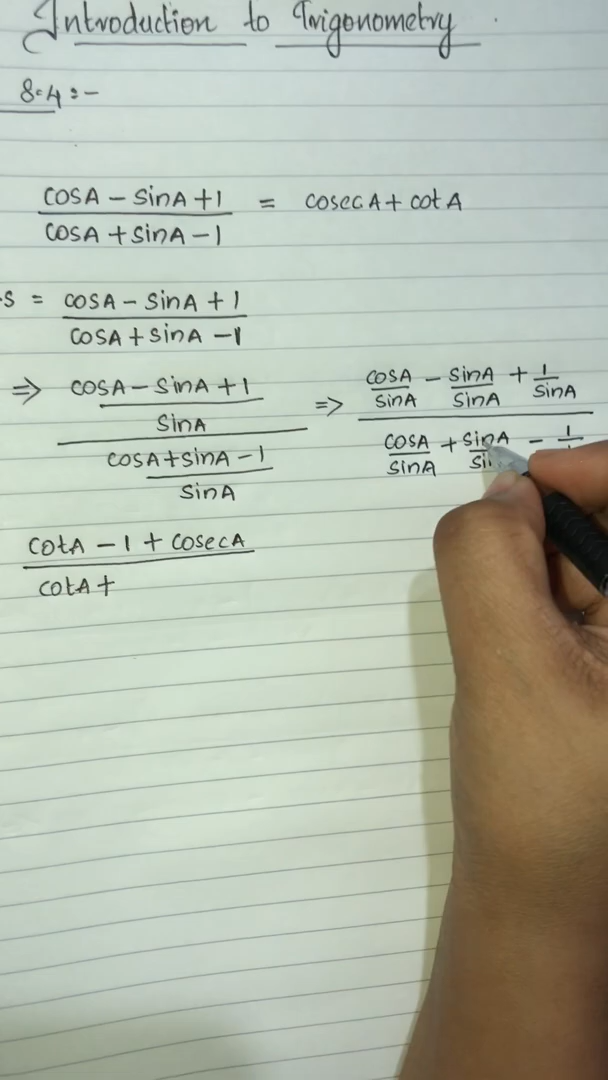 Introduction to Trigonometry.
8.4:-
cosA - sinA + 1 / cosA + sinA - 1 = cosecA + cotA
S = cosA - sinA + 1 / cosA + sinA - 1
⇒ (cosA - sinA + 1 / sinA) / (cosA + sinA - 1 / sinA) ⇒ (cosA/sinA - sinA/sinA + 1/sinA) / (cosA/sinA + sinA/ - 1/)
cotA - 1 + cosecA / cotA +